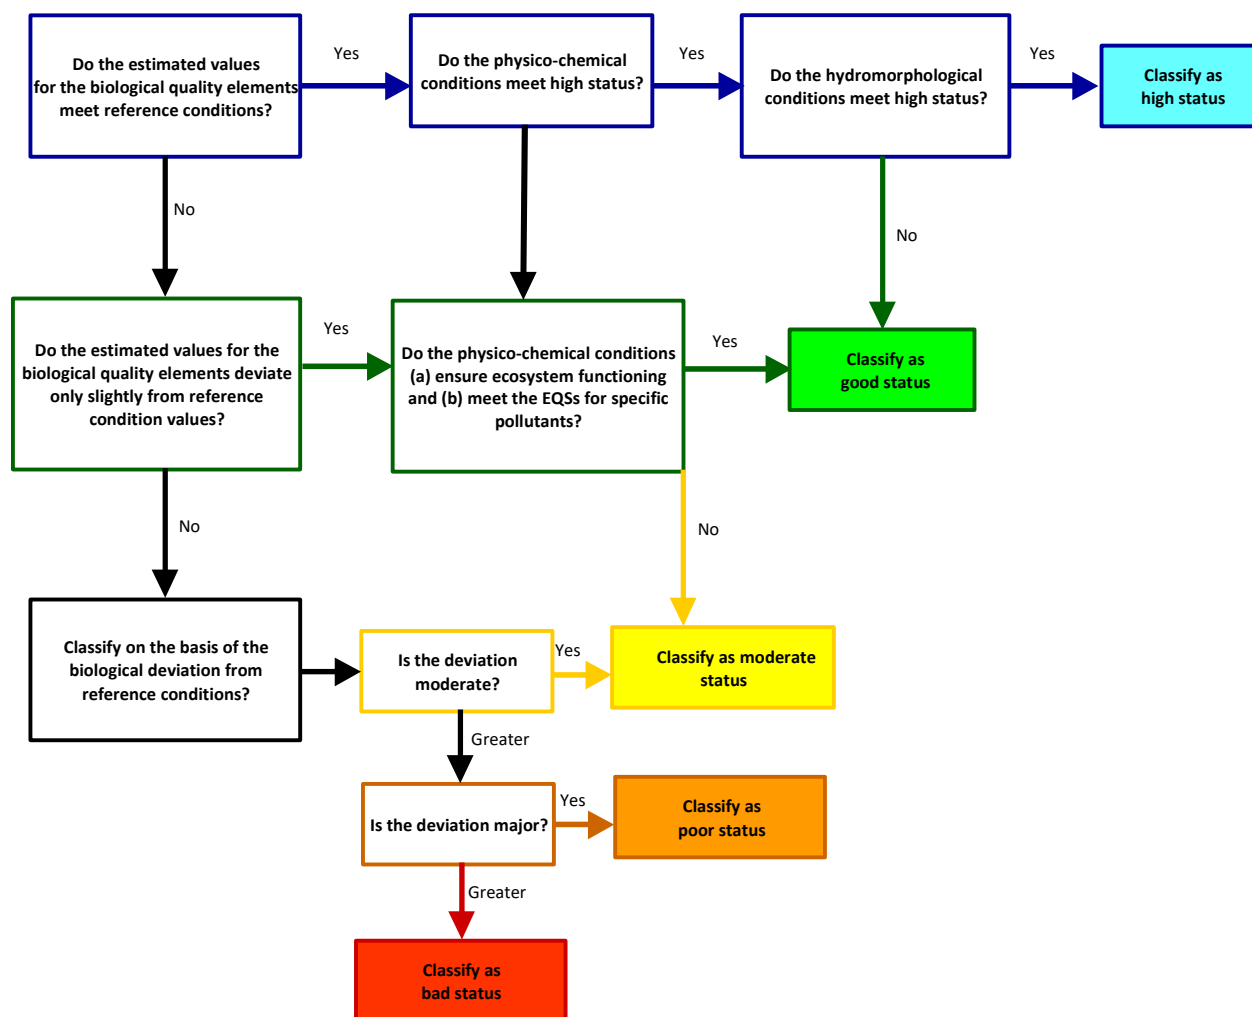 Do the estimated values
for the biological quality elements
meet reference conditions?
Yes
Do the physico-chemical
conditions meet high status?
Yes
Do the hydromorphological
conditions meet high status?
Yes
Classify as
high status
No
No
Do the estimated values for the
biological quality elements deviate
only slightly from reference
condition values?
Yes
Do the physico-chemical conditions
(a) ensure ecosystem functioning
and (b) meet the EQSs for specific
pollutants?
Yes
Classify as
good status
No
No
Classify on the basis of the
biological deviation from
reference conditions?
Is the deviation
moderate?
Yes
Classify as moderate
status
Greater
Is the deviation major?
Yes
Classify as
poor status
Greater
Classify as
bad status